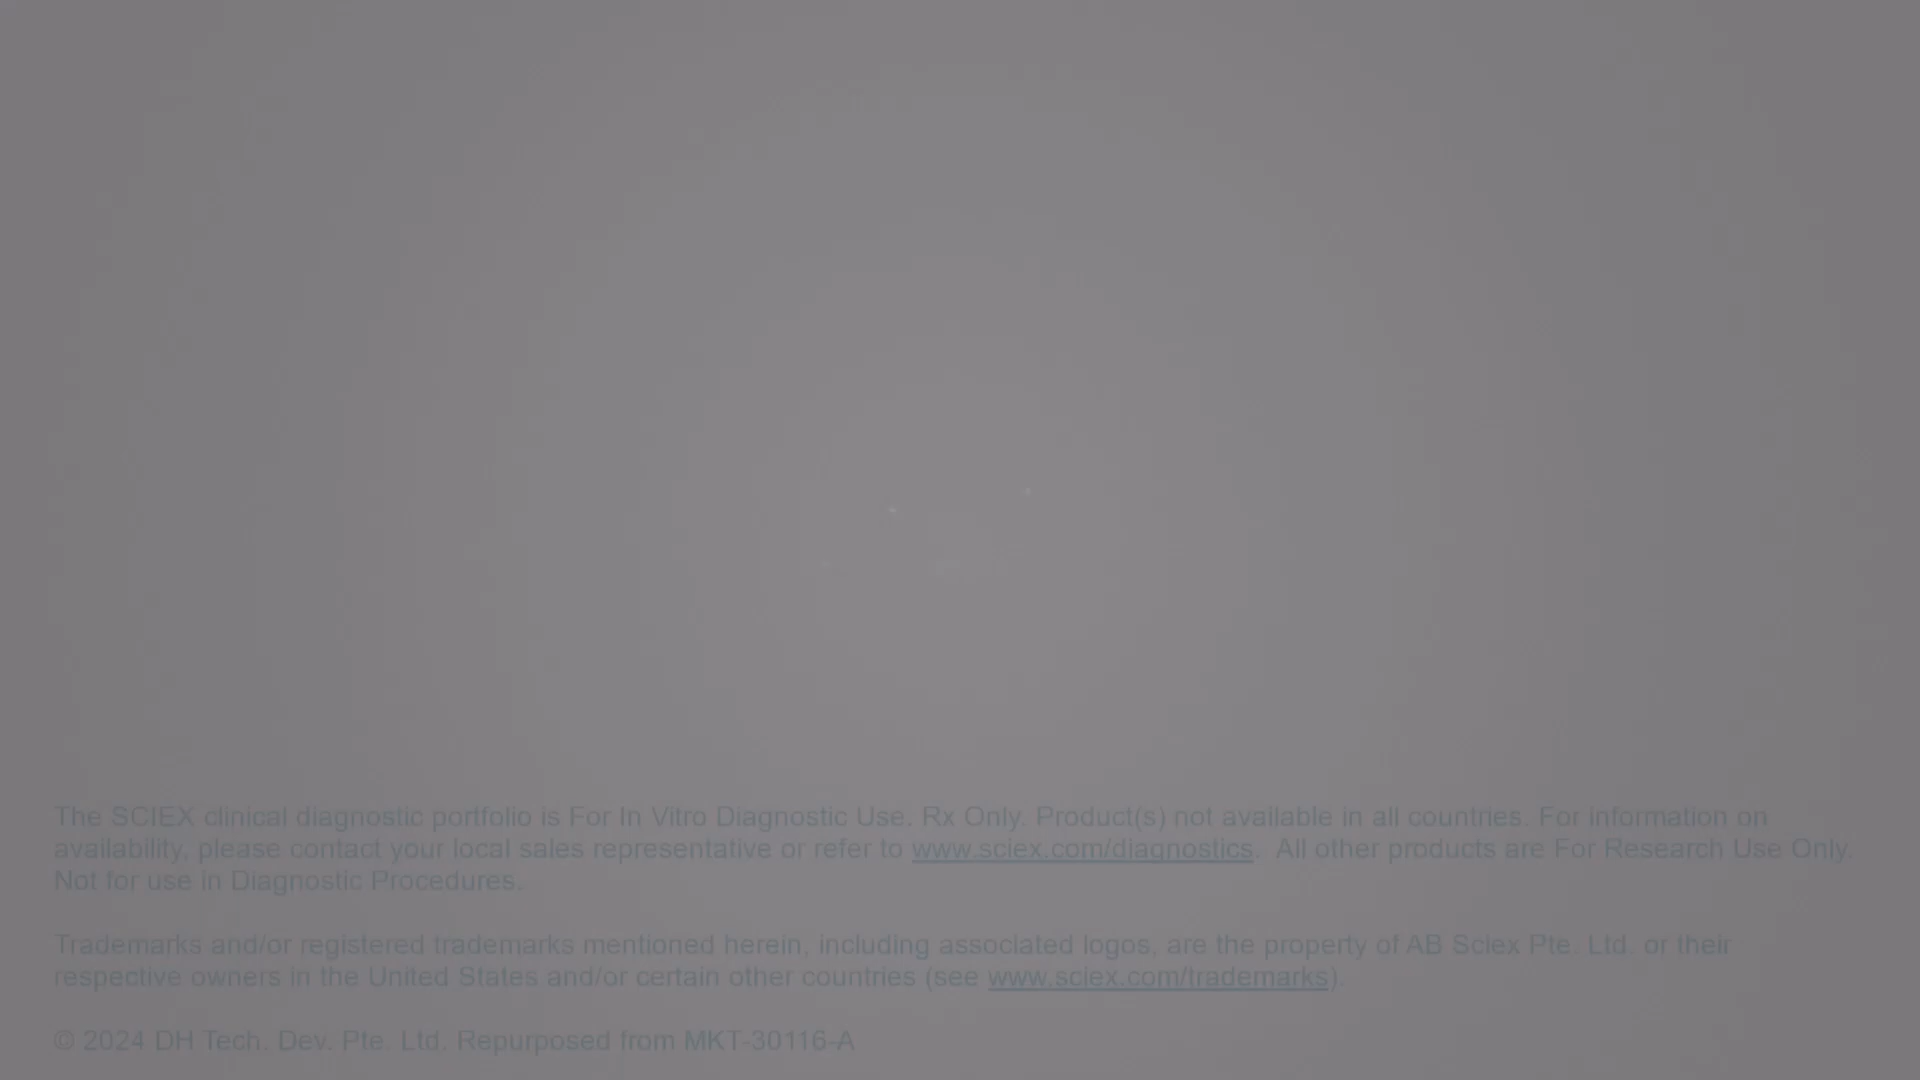 The SCIEX clinical diagnostic portfolio is For In Vitro Diagnostic Use. Rx Only. Product(s) not available in all countries. For information on
availability, please contact your local sales representative or refer to www.sciex.com/diagnostics.  All other products are For Research Use Only.
Not for use in Diagnostic Procedures.
Trademarks and/or registered trademarks mentioned herein, including associated logos, are the property of AB Sciex Pte. Ltd. or their
respective owners in the United States and/or certain other countries (see www.sciex.com/trademarks).
© 2024 DH Tech. Dev. Pte. Ltd. Repurposed from MKT-30116-A